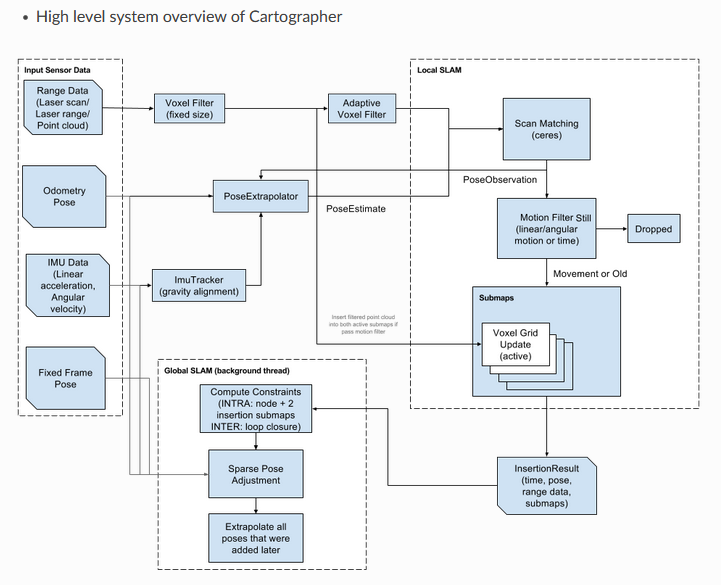 High level system overview of Cartographer
Input Sensor Data
Range Data
(Laser scan/
Laser range/
Point cloud)
Voxel Filter
(fixed size)
Adaptive
Voxel Filter
Local SLAM
Scan Matching
(ceres)
Odometry
Pose
PoseExtrapolator
PoseObservation
PoseEstimate
Motion Filter Still
(linear/angular
motion or time)
Dropped
IMU Data
(Linear
acceleration,
Angular
velocity)
ImuTracker
(gravity alignment)
Movement or Old
Submaps
Insert filtered point cloud
into both active submaps if
pass motion filter
Voxel Grid
Update
(active)
Fixed Frame
Pose
Global SLAM (background thread)
Compute Constraints
(INTRA: node + 2
insertion submaps
INTER: loop closure)
Sparse Pose
Adjustment
InsertionResult
(time, pose,
range data,
submaps)
Extrapolate all
poses that were
added later